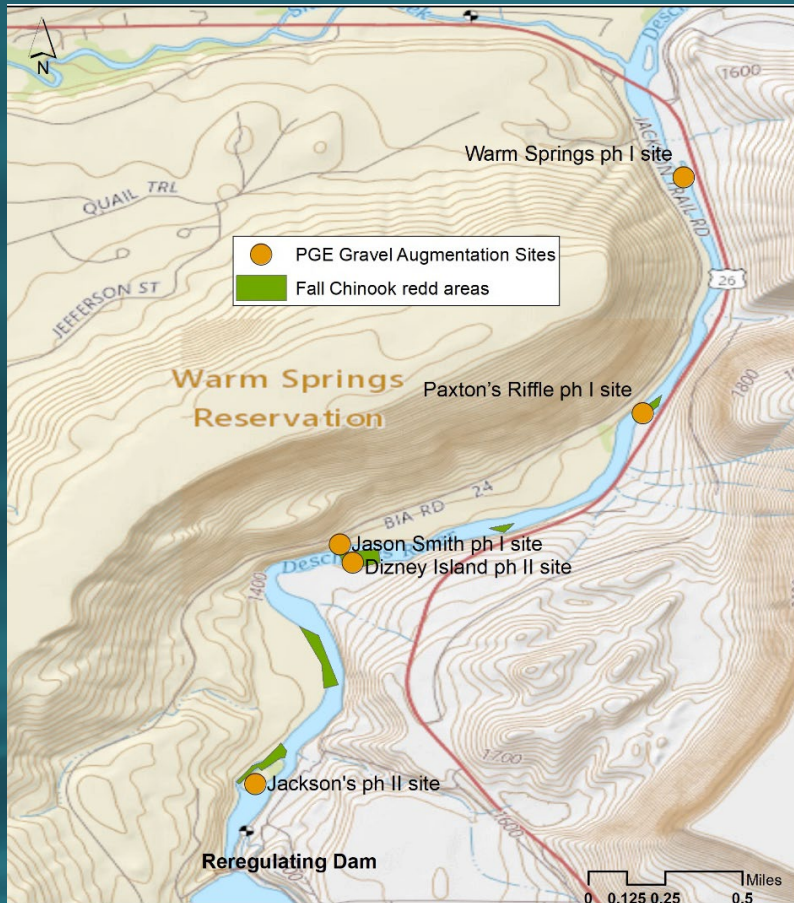 N
1600
Warm Springs ph I site
JACKSON TRAIL RD
QUAIL TRL
26
PGE Gravel Augmentation Sites
Fall Chinook redd areas
JEFFERSON ST
Warm Springs
Reservation
1800
Paxton's Riffle ph I site
BIA RD 24
Jason Smith ph I site
Dizney Island ph II site
1400
1700
Jackson's ph II site
1600
Reregulating Dam
Miles
0 0.125 0.25 0.5